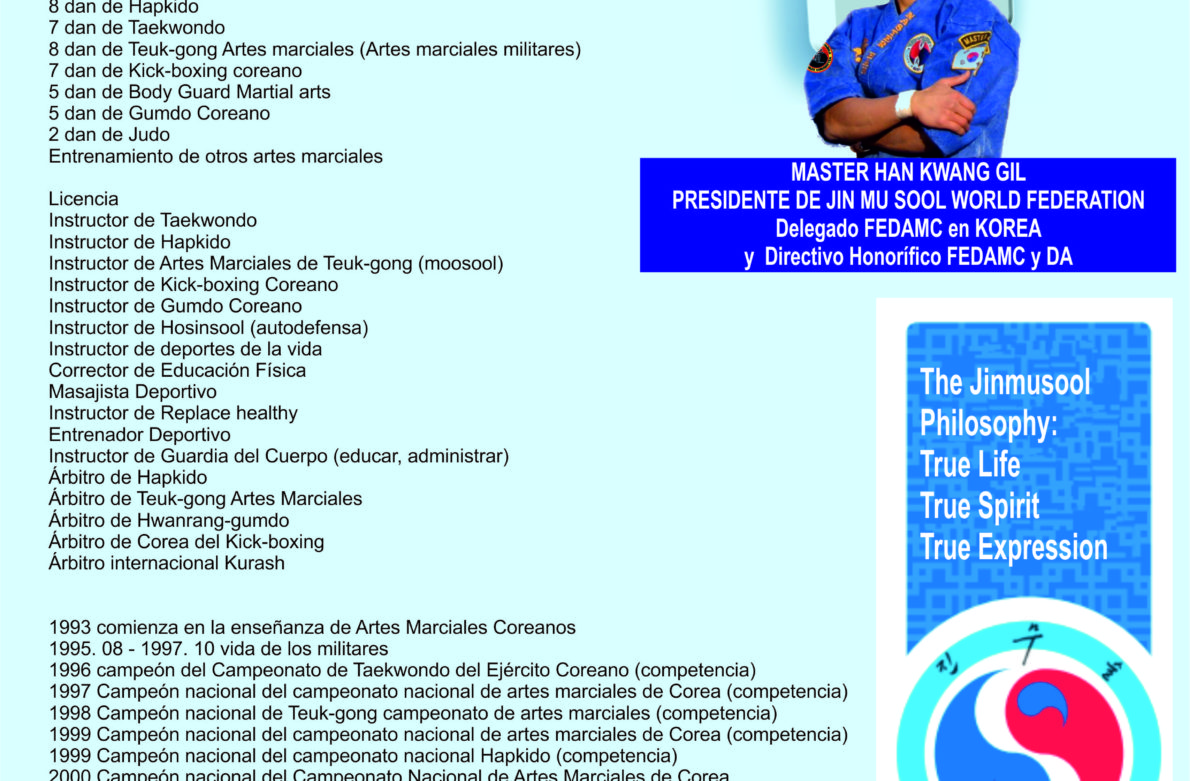 8 dan de Hapkido
7 dan de Taekwondo
8 dan de Teuk-gong Artes marciales (Artes marciales militares)
7 dan de Kick-boxing coreano
5 dan de Body Guard Martial arts
5 dan de Gumdo Coreano
2 dan de Judo
Entrenamiento de otros artes marciales
Licencia
Instructor de Taekwondo
Instructor de Hapkido
Instructor de Artes Marciales de Teuk-gong (moosool)
Instructor de Kick-boxing Coreano
Instructor de Gumdo Coreano
Instructor de Hosinsool (autodefensa)
Instructor de deportes de la vida
Corrector de Educación Física
Masajista Deportivo
Instructor de Replace healthy
Entrenador Deportivo
Instructor de Guardia del Cuerpo (educar, administrar)
Árbitro de Hapkido
Árbitro de Teuk-gong Artes Marciales
Árbitro de Hwanrang-gumdo
Árbitro de Corea del Kick-boxing
Árbitro internacional Kurash
1993 comienza en la enseñanza de Artes Marciales Coreanos
1995. 08 - 1997. 10 vida de los militares
1996 campeón del Campeonato de Taekwondo del Ejército Coreano (competencia)
1997 Campeón nacional del campeonato nacional de artes marciales de Corea (competencia)
1998 Campeón nacional de Teuk-gong campeonato de artes marciales (competencia)
1999 Campeón nacional del campeonato nacional de artes marciales de Corea (competencia)
1999 Campeón nacional del campeonato nacional Hapkido (competencia)
2000 Campeón nacional del Campeonato Nacional de Artes Marciales de Corea
MASTER
MASTER HAN KWANG GIL
PRESIDENTE DE JIN MU SOOL WORLD FEDERATION
Delegado FEDAMC en KOREA
y Directivo Honorífico FEDAMC y DA
The Jinmusool
Philosophy:
True Life
True Spirit
True Expression
진 무 술